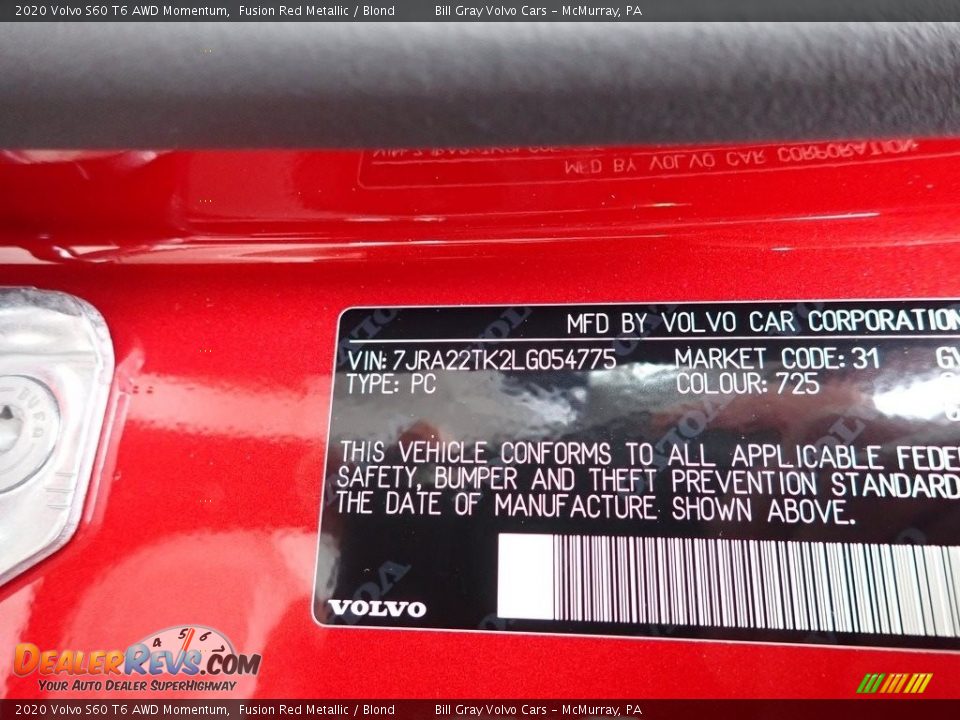 2020 Volvo S60 T6 AWD Momentum, Fusion Red Metallic / Blond Bill Gray Volvo Cars - McMurray, PA
MFD BY VOLVO CAR CORPORATION
MFD BY VOLVO CAR CORPORATION
VIN: 7JRA22TK2LG054775 MARKET CODE: 31
TYPE: PC COLOUR: 725
THIS VEHICLE CONFORMS TO ALL APPLICABLE FEDE
SAFETY, BUMPER AND THEFT PREVENTION STANDARD
THE DATE OF MANUFACTURE SHOWN ABOVE.
VOLVO
4 5 6
DEALERREVS.COM
YOUR AUTO DEALER SUPERHIGHWAY
2020 Volvo S60 T6 AWD Momentum, Fusion Red Metallic / Blond Bill Gray Volvo Cars - McMurray, PA